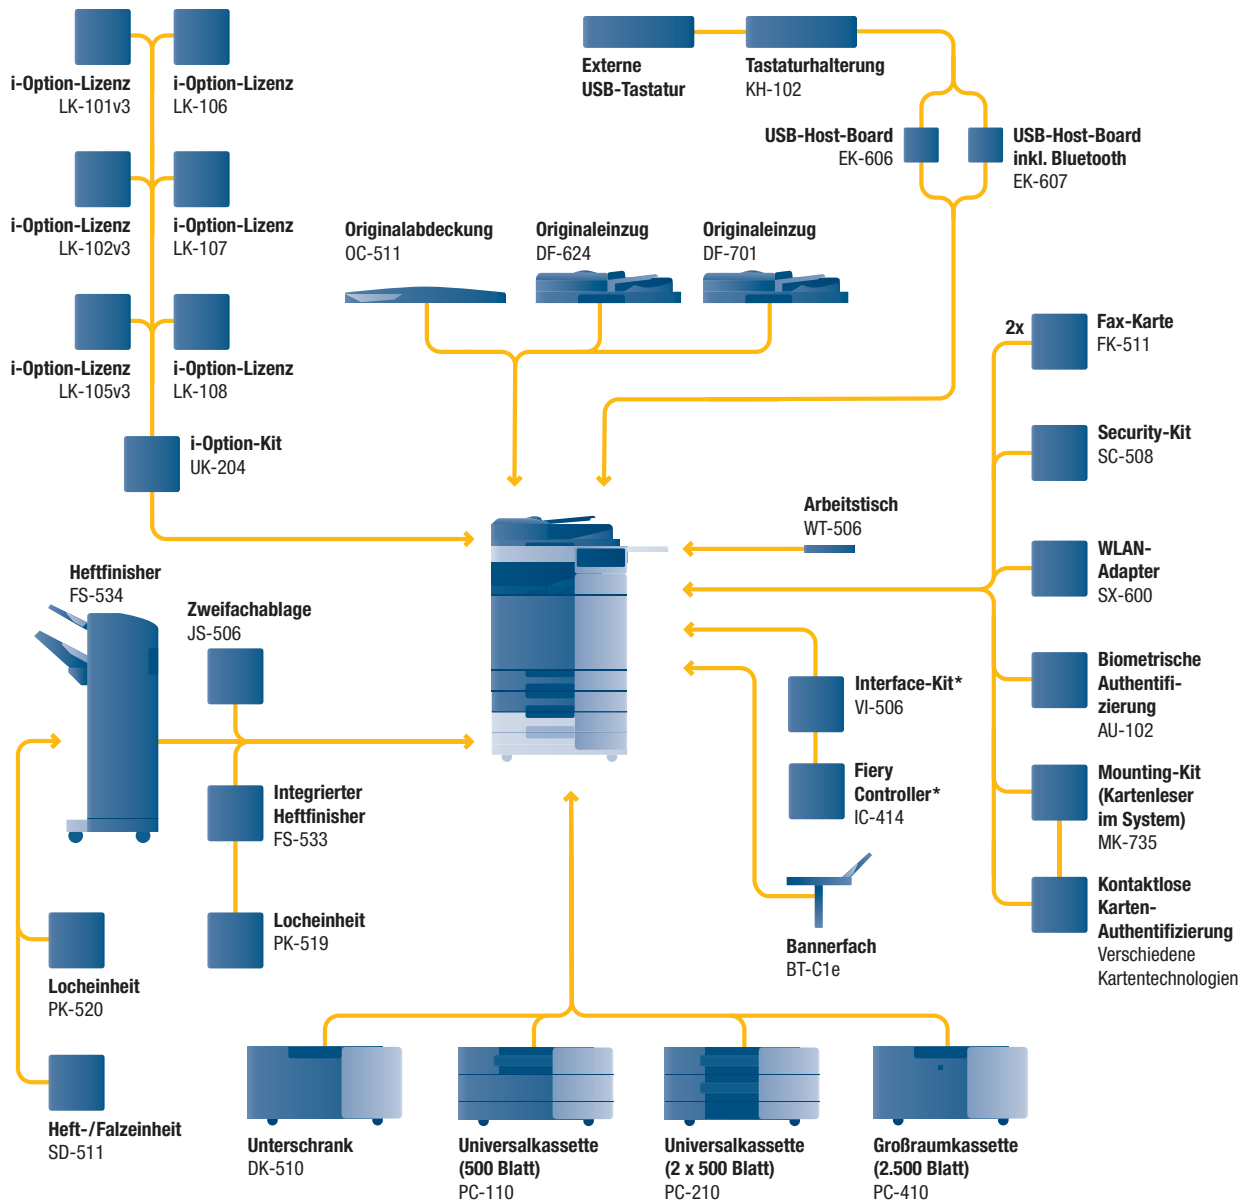 i-Option-Lizenz
LK-101v3
i-Option-Lizenz
LK-106
i-Option-Lizenz
LK-102v3
i-Option-Lizenz
LK-107
i-Option-Lizenz
LK-105v3
i-Option-Lizenz
LK-108
i-Option-Kit
UK-204
Externe
USB-Tastatur
Tastaturhalterung
KH-102
USB-Host-Board
EK-606
USB-Host-Board
inkl. Bluetooth
EK-607
Originalabdeckung
OC-511
Originaleinzug
DF-624
Originaleinzug
DF-701
2x
Fax-Karte
FK-511
Security-Kit
SC-508
WLAN-
Adapter
SX-600
Biometrische
Authentifi-
zierung
AU-102
Mounting-Kit
(Kartenleser
im System)
MK-735
Kontaktlose
Karten-
Authentifizierung
Verschiedene
Kartentechnologien
Arbeitstisch
WT-506
Interface-Kit*
VI-506
Fiery
Controller*
IC-414
Bannerfach
BT-C1e
Heftfinisher
FS-534
Zweifachablage
JS-506
Integrierter
Heftfinisher
FS-533
Locheinheit
PK-519
Locheinheit
PK-520
Heft-/Falzeinheit
SD-511
Unterschrank
DK-510
Universalkassette
(500 Blatt)
PC-110
Universalkassette
(2 x 500 Blatt)
PC-210
Großraumkassette
(2.500 Blatt)
PC-410